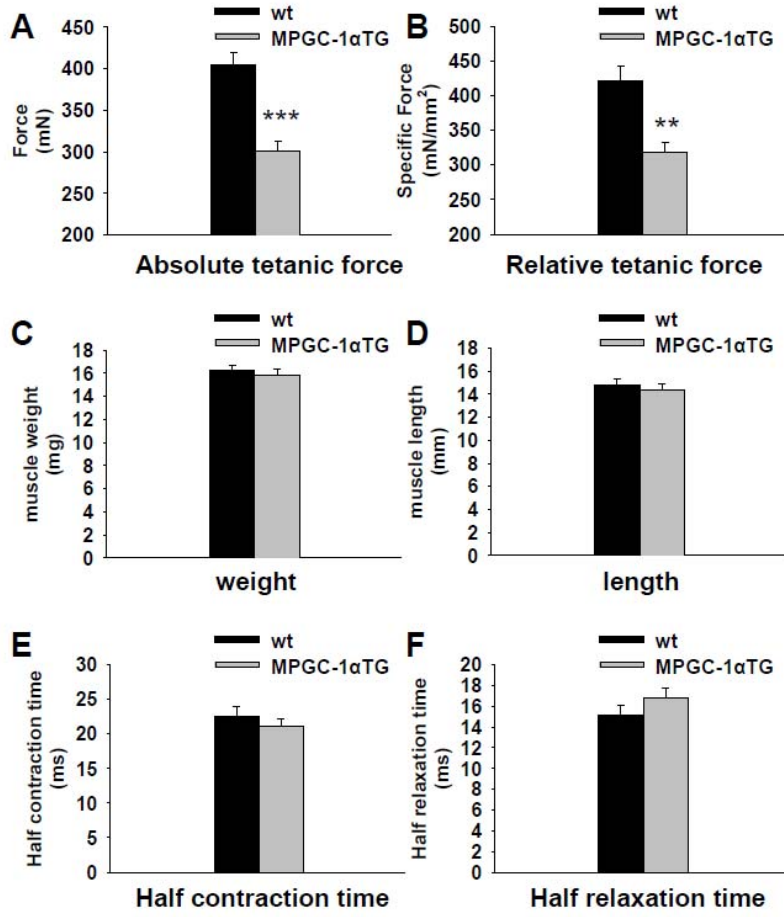 A
wt
MPGC-1αTG
Force
(mN)
450
400
350
300
250
200
***
Absolute tetanic force
B
wt
MPGC-1αTG
Specific Force
(mN/mm²)
500
450
400
350
300
250
200
**
Relative tetanic force
C
wt
MPGC-1αTG
muscle weight
(mg)
18
16
14
12
10
8
6
4
2
0
weight
D
wt
MPGC-1αTG
muscle length
(mm)
18
16
14
12
10
8
6
4
2
0
length
E
wt
MPGC-1αTG
Half contraction time
(ms)
30
25
20
15
10
5
0
Half contraction time
F
wt
MPGC-1αTG
Half relaxation time
(ms)
20
18
16
14
12
10
8
6
4
2
0
Half relaxation time